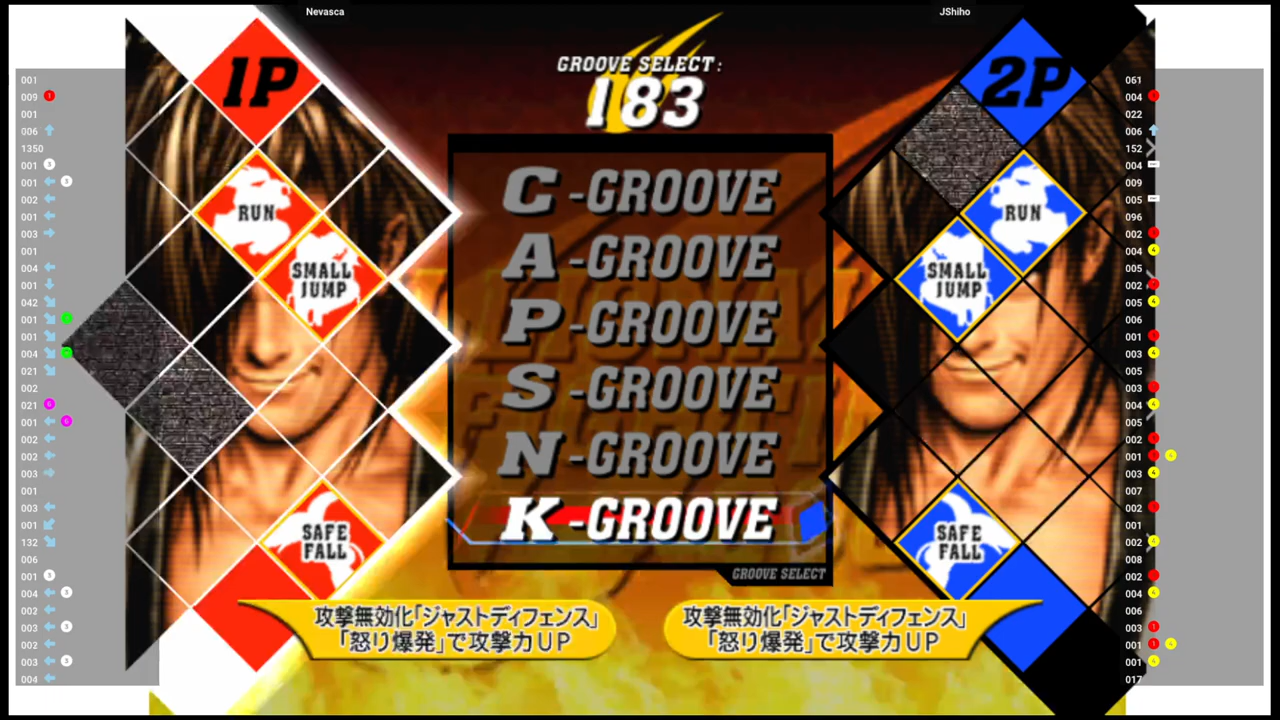 Nevasca
JShiho
1P
GROOVE SELECT:
183
2P
RUN
SMALL
JUMP
SAFE
FALL
C-GROOVE
A-GROOVE
P-GROOVE
S-GROOVE
N-GROOVE
K-GROOVE
GROOVE SELECT
RUN
SMALL
JUMP
SAFE
FALL
攻撃無効化「ジャストディフェンス」
「怒り爆発」で攻撃力UP
攻撃無効化「ジャストディフェンス」
「怒り爆発」で攻撃力UP
001
009
001
006
1350
001
001
002
001
003
001
004
001
042
001
001
004
021
002
021
001
002
002
003
001
003
001
132
006
001
004
002
003
002
003
004
061
004
022
006
152
004
009
005
096
002
004
005
002
005
006
001
003
005
003
004
005
002
001
003
007
002
001
002
008
002
004
006
003
001
001
017